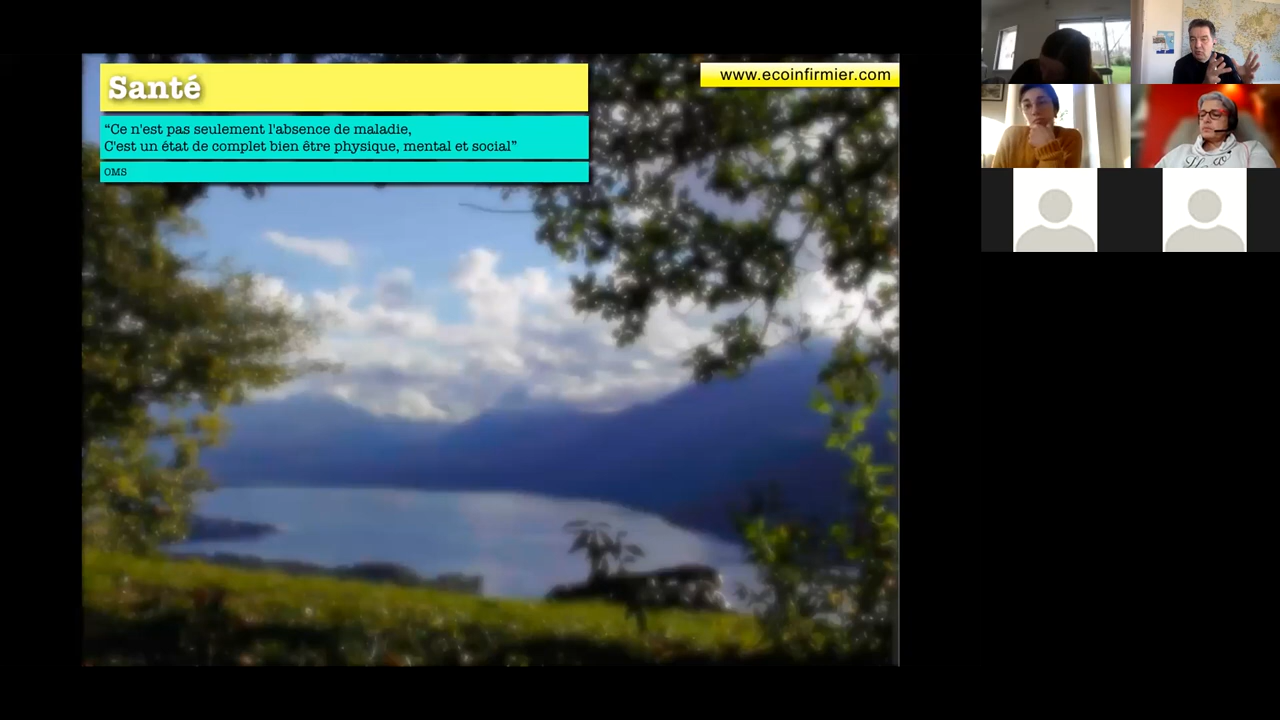 Santé
www.ecoinfirmier.com
“Ce n'est pas seulement l'absence de maladie,
C'est un état de complet bien être physique, mental et social”
OMS